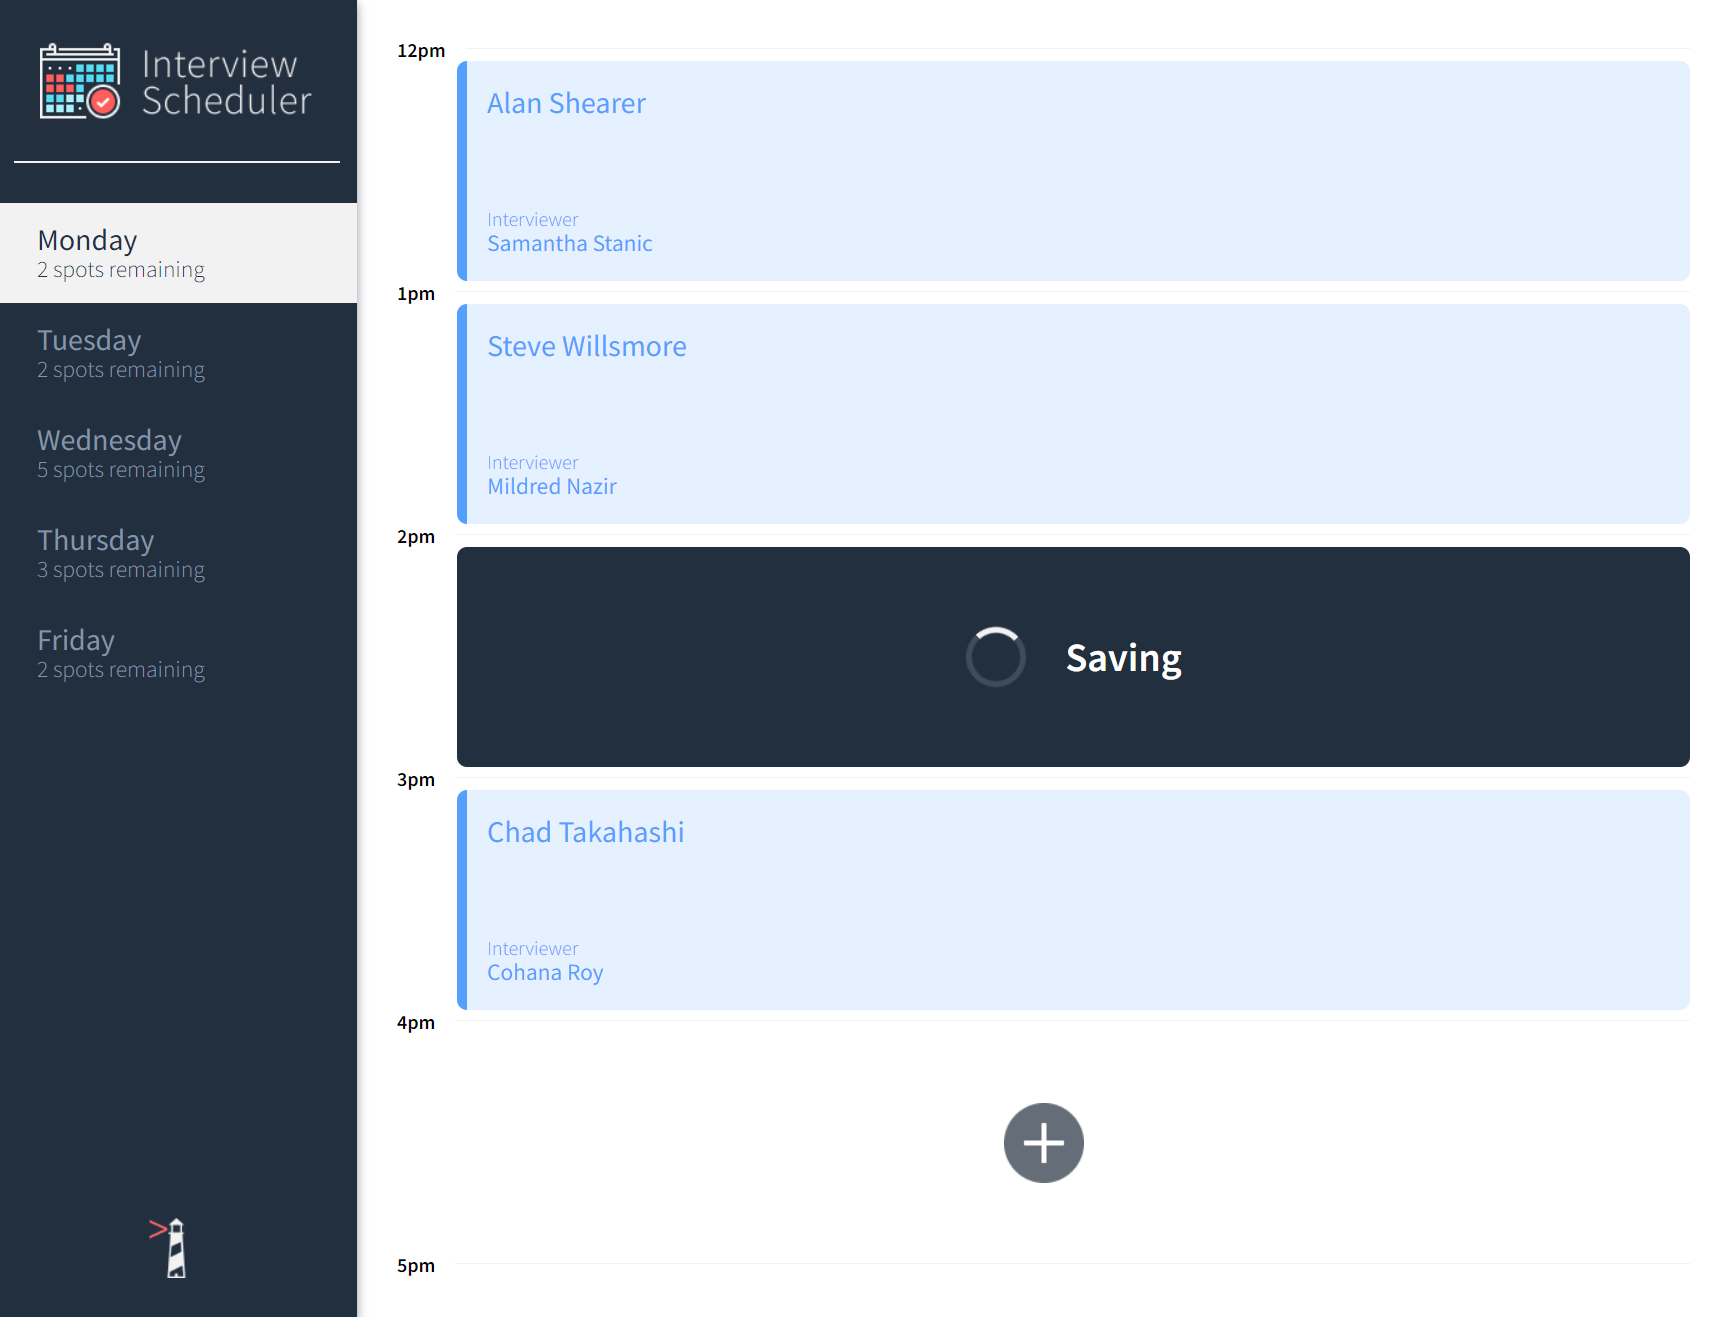 Interview
Scheduler
Monday
2 spots remaining
Tuesday
2 spots remaining
Wednesday
5 spots remaining
Thursday
3 spots remaining
Friday
2 spots remaining
12pm
Alan Shearer
Interviewer
Samantha Stanic
1pm
Steve Willsmore
Interviewer
Mildred Nazir
2pm
Saving
3pm
Chad Takahashi
Interviewer
Cohana Roy
4pm
5pm